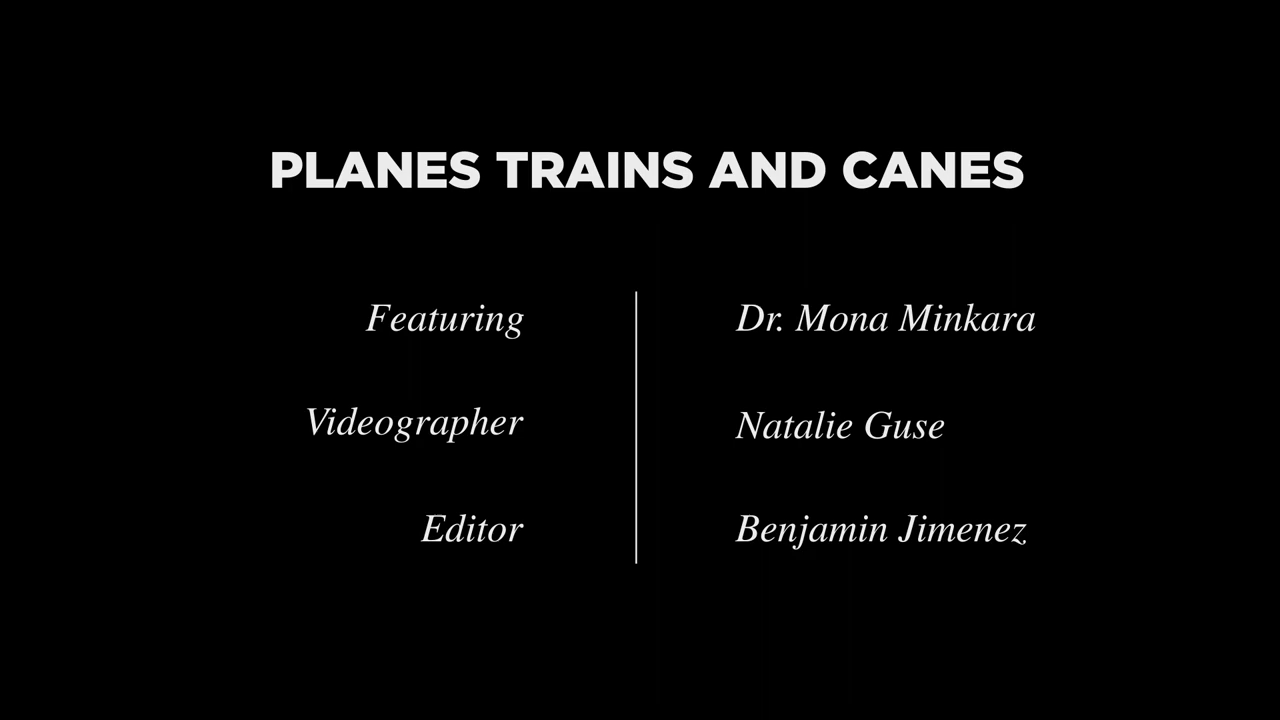 PLANES TRAINS AND CANES
Featuring Dr. Mona Minkara
Videographer Natalie Guse
Editor Benjamin Jimenez